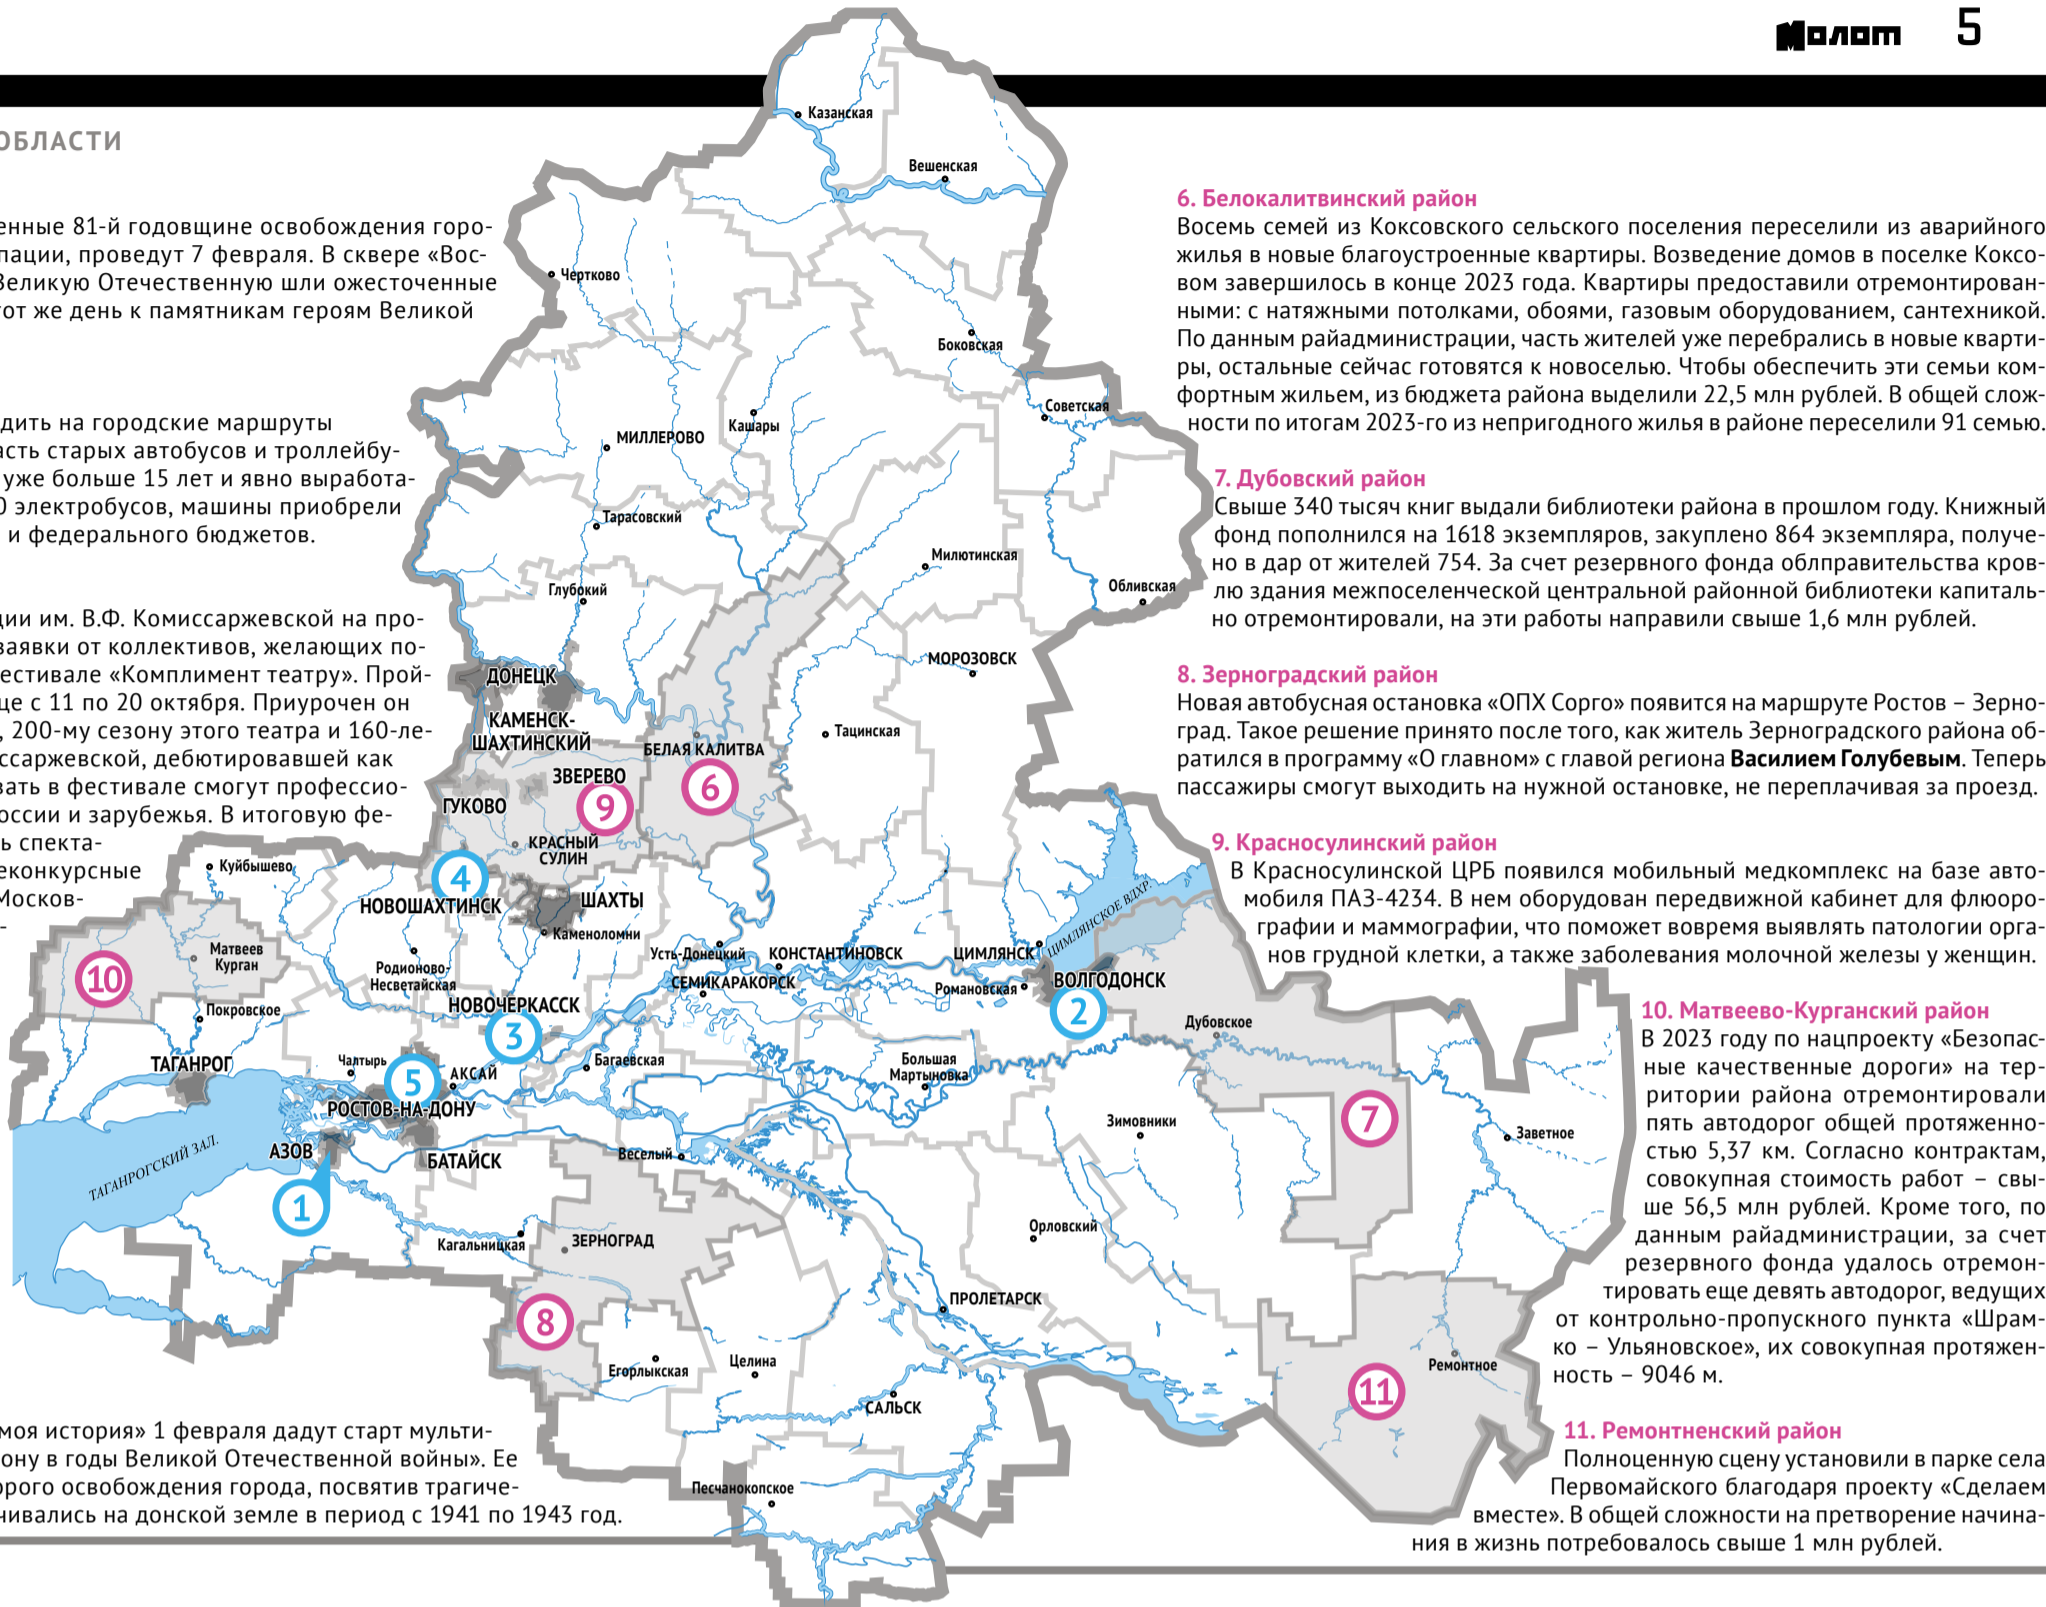 Молот 5
ОБЛАСТИ
енные 81-й годовщине освобождения горо-
пации, проведут 7 февраля. В сквере «Вос-
Великую Отечественную шли ожесточенные
тот же день к памятникам героям Великой
дить на городские маршруты
асть старых автобусов и троллейбу-
уже больше 15 лет и явно выработа-
0 электробусов, машины приобрели
и федерального бюджетов.
ции им. В.Ф. Комиссаржевской на про-
заявки от коллективов, желающих по-
естивале «Комплимент театру». Прой-
це с 11 по 20 октября. Приурочен он
, 200-му сезону этого театра и 160-ле-
ссаржевской, дебютировавшей как
вать в фестивале смогут профессио-
оссии и зарубежья. В итоговую фе-
ь спекта-
еконкурсные
Москов-
-
моя история» 1 февраля дадут старт мульти-
ону в годы Великой Отечественной войны». Ее
орого освобождения города, посвятив трагиче-
чивались на донской земле в период с 1941 по 1943 год.
Казанская
Вешенская
Чертково
Боковская
Советская
Кашары
МИЛЛЕРОВО
Тарасовский
Милютинская
Глубокий
Обливская
МОРОЗОВСК
ДОНЕЦК
КАМЕНСК-
ШАХТИНСКИЙ
Тацинская
БЕЛАЯ КАЛИТВА
ЗВЕРЕВО
6
9
ГУКОВО
КРАСНЫЙ
СУЛИН
Куйбышево
4
НОВОШАХТИНСК
ШАХТЫ
Каменоломни
ЦИМЛЯНСКОЕ ВДХР.
Матвеев
Курган
10
Родионово-
Несветайская
Усть-Донецкий
КОНСТАНТИНОВСК
ЦИМЛЯНСК
СЕМИКАРАКОРСК
Романовская
ВОЛГОДОНСК
2
Покровское
НОВОЧЕРКАССК
3
Дубовское
ТАГАНРОГ
Чалтырь
5
АКСАЙ
Багаевская
Большая
Мартыновка
РОСТОВ-НА-ДОНУ
7
Зимовники
Заветное
АЗОВ
БАТАЙСК
Веселый
ТАГАНРОГСКИЙ ЗАЛ.
1
Кагальницкая
ЗЕРНОГРАД
Орловский
8
ПРОЛЕТАРСК
Егорлыкская
Целина
Ремонтное
11
САЛЬСК
Песчанокопское
6. Белокалитвинский район
Восемь семей из Коксовского сельского поселения переселили из аварийного
жилья в новые благоустроенные квартиры. Возведение домов в поселке Коксо-
вом завершилось в конце 2023 года. Квартиры предоставили отремонтирован-
ными: с натяжными потолками, обоями, газовым оборудованием, сантехникой.
По данным райадминистрации, часть жителей уже перебрались в новые кварти-
ры, остальные сейчас готовятся к новоселью. Чтобы обеспечить эти семьи ком-
фортным жильем, из бюджета района выделили 22,5 млн рублей. В общей слож-
ности по итогам 2023-го из непригодного жилья в районе переселили 91 семью.
7. Дубовский район
Свыше 340 тысяч книг выдали библиотеки района в прошлом году. Книжный
фонд пополнился на 1618 экземпляров, закуплено 864 экземпляра, получе-
но в дар от жителей 754. За счет резервного фонда облправительства кров-
лю здания межпоселенческой центральной районной библиотеки капиталь-
но отремонтировали, на эти работы направили свыше 1,6 млн рублей.
8. Зерноградский район
Новая автобусная остановка «ОПХ Сорго» появится на маршруте Ростов – Зерно-
град. Такое решение принято после того, как житель Зерноградского района об-
ратился в программу «О главном» с главой региона Василием Голубевым. Теперь
пассажиры смогут выходить на нужной остановке, не переплачивая за проезд.
9. Красносулинский район
В Красносулинской ЦРБ появился мобильный медкомплекс на базе авто-
мобиля ПАЗ-4234. В нем оборудован передвижной кабинет для флюоро-
графии и маммографии, что поможет вовремя выявлять патологии орга-
нов грудной клетки, а также заболевания молочной железы у женщин.
10. Матвеево-Курганский район
В 2023 году по нацпроекту «Безопас-
ные качественные дороги» на тер-
ритории района отремонтировали
пять автодорог общей протяженно-
стью 5,37 км. Согласно контрактам,
совокупная стоимость работ – свы-
ше 56,5 млн рублей. Кроме того, по
данным райадминистрации, за счет
резервного фонда удалось отремон-
тировать еще девять автодорог, ведущих
от контрольно-пропускного пункта «Шрам-
ко – Ульяновское», их совокупная протяжен-
ность – 9046 м.
11. Ремонтненский район
Полноценную сцену установили в парке села
Первомайского благодаря проекту «Сделаем
вместе». В общей сложности на претворение начина-
ния в жизнь потребовалось свыше 1 млн рублей.